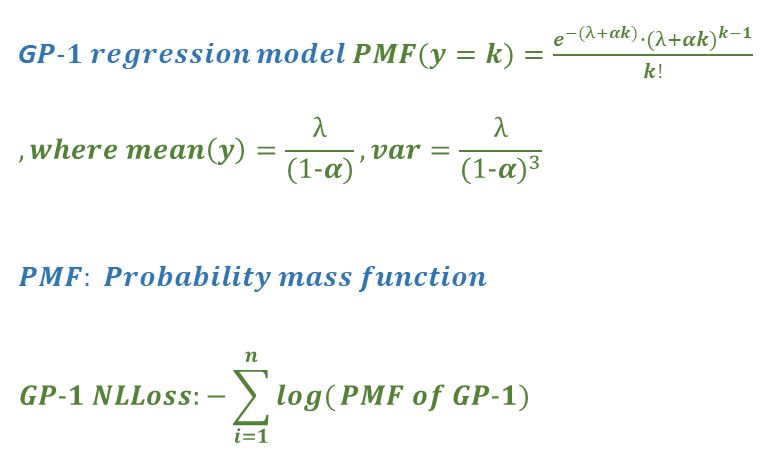 GP-1 regression model PMF(y = k) = e^−(λ+αk)·(λ+αk)^k−1 / k!
,where mean(y) = λ / (1-α) , var = λ / (1-α)^3
PMF: Probability mass function
GP-1 NLLoss: − ∑_{i=1}^{n} log(PMF of GP-1)